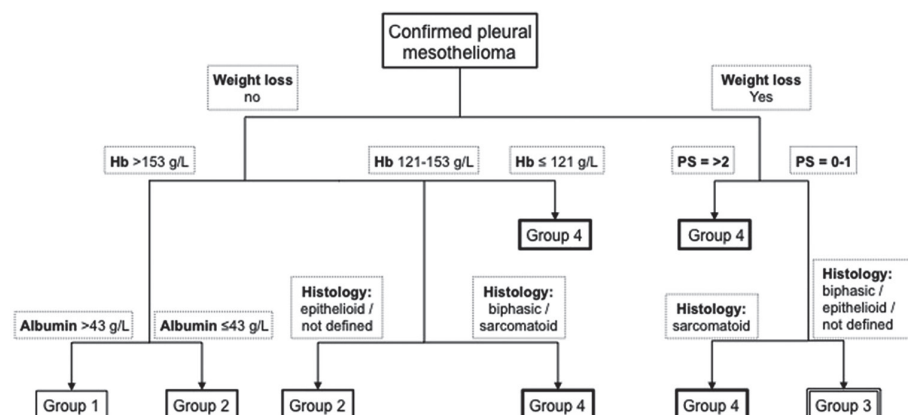 Confirmed pleural
mesothelioma
Weight loss
no
Weight loss
Yes
Hb >153 g/L
Hb 121-153 g/L
Hb ≤ 121 g/L
PS = >2
PS = 0-1
Group 4
Group 4
Albumin >43 g/L
Albumin ≤43 g/L
Histology:
epithelioid /
not defined
Histology:
biphasic /
sarcomatoid
Histology:
sarcomatoid
Histology:
biphasic /
epithelioid /
not defined
Group 1
Group 2
Group 2
Group 4
Group 4
Group 3